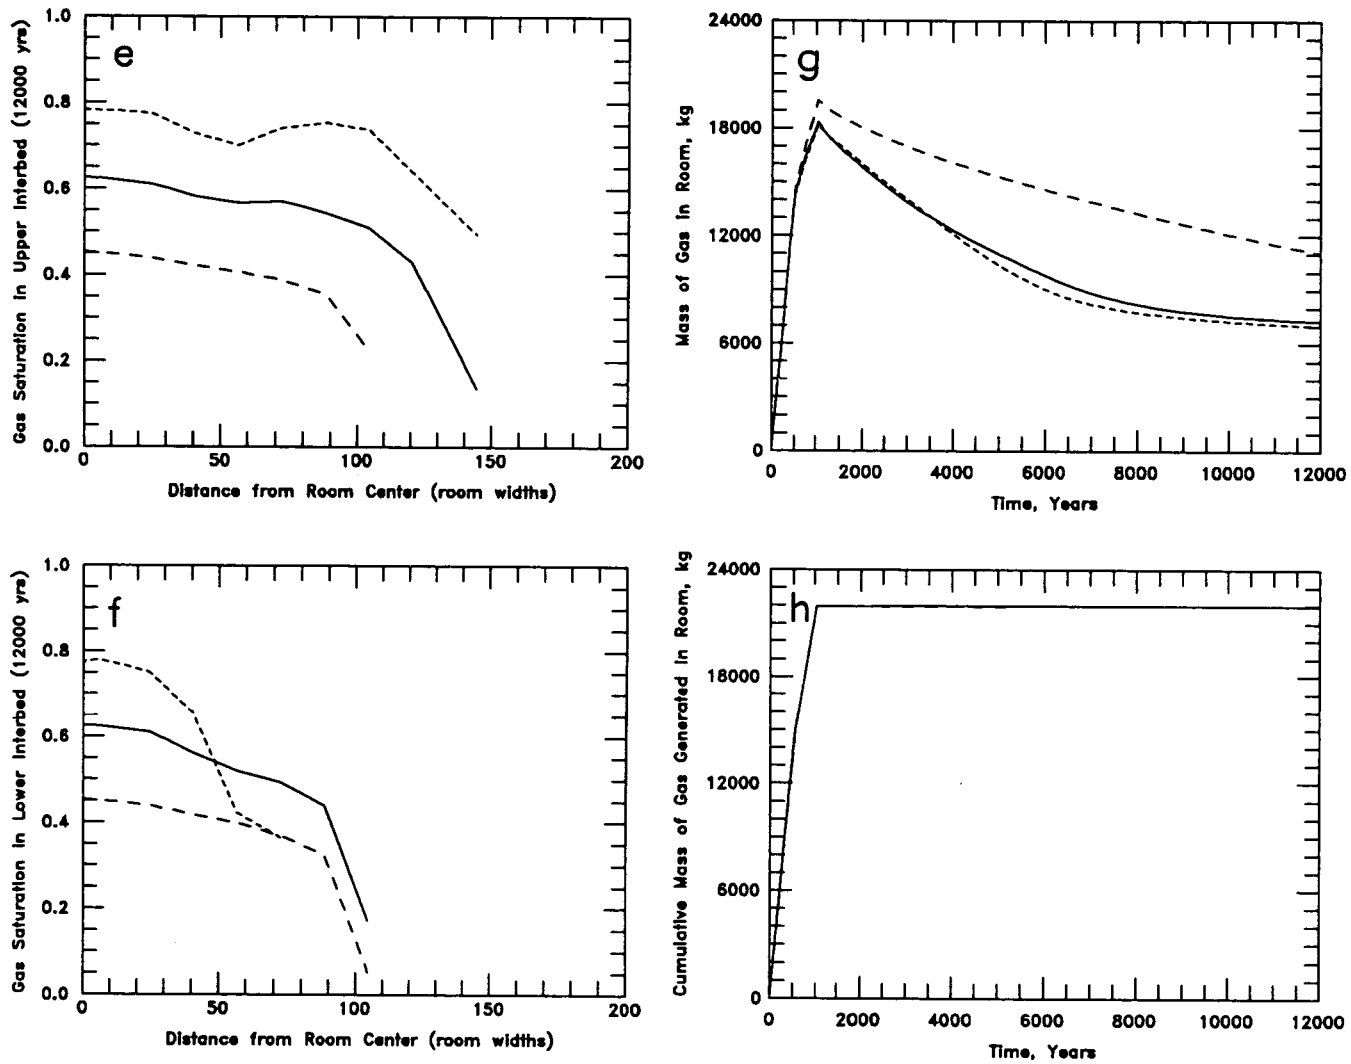 e
Gas Saturation in Upper Interbed (12000 yrs)
1.0
0.8
0.6
0.4
0.2
0.0
0 50 100 150 200
Distance from Room Center (room widths)
g
Mass of Gas in Room, kg
24000
18000
12000
6000
0
0 2000 4000 6000 8000 10000 12000
Time, Years
f
Gas Saturation in Lower Interbed (12000 yrs)
1.0
0.8
0.6
0.4
0.2
0.0
0 50 100 150 200
Distance from Room Center (room widths)
h
Cumulative Mass of Gas Generated in Room, kg
24000
18000
12000
6000
0
0 2000 4000 6000 8000 10000 12000
Time, Years